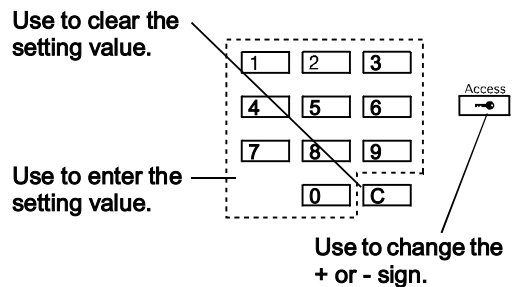 Use to clear the
setting value.
1 2 3
Access
4 5 6
7 8 9
Use to enter the
setting value.
0 C
Use to change the
+ or - sign.